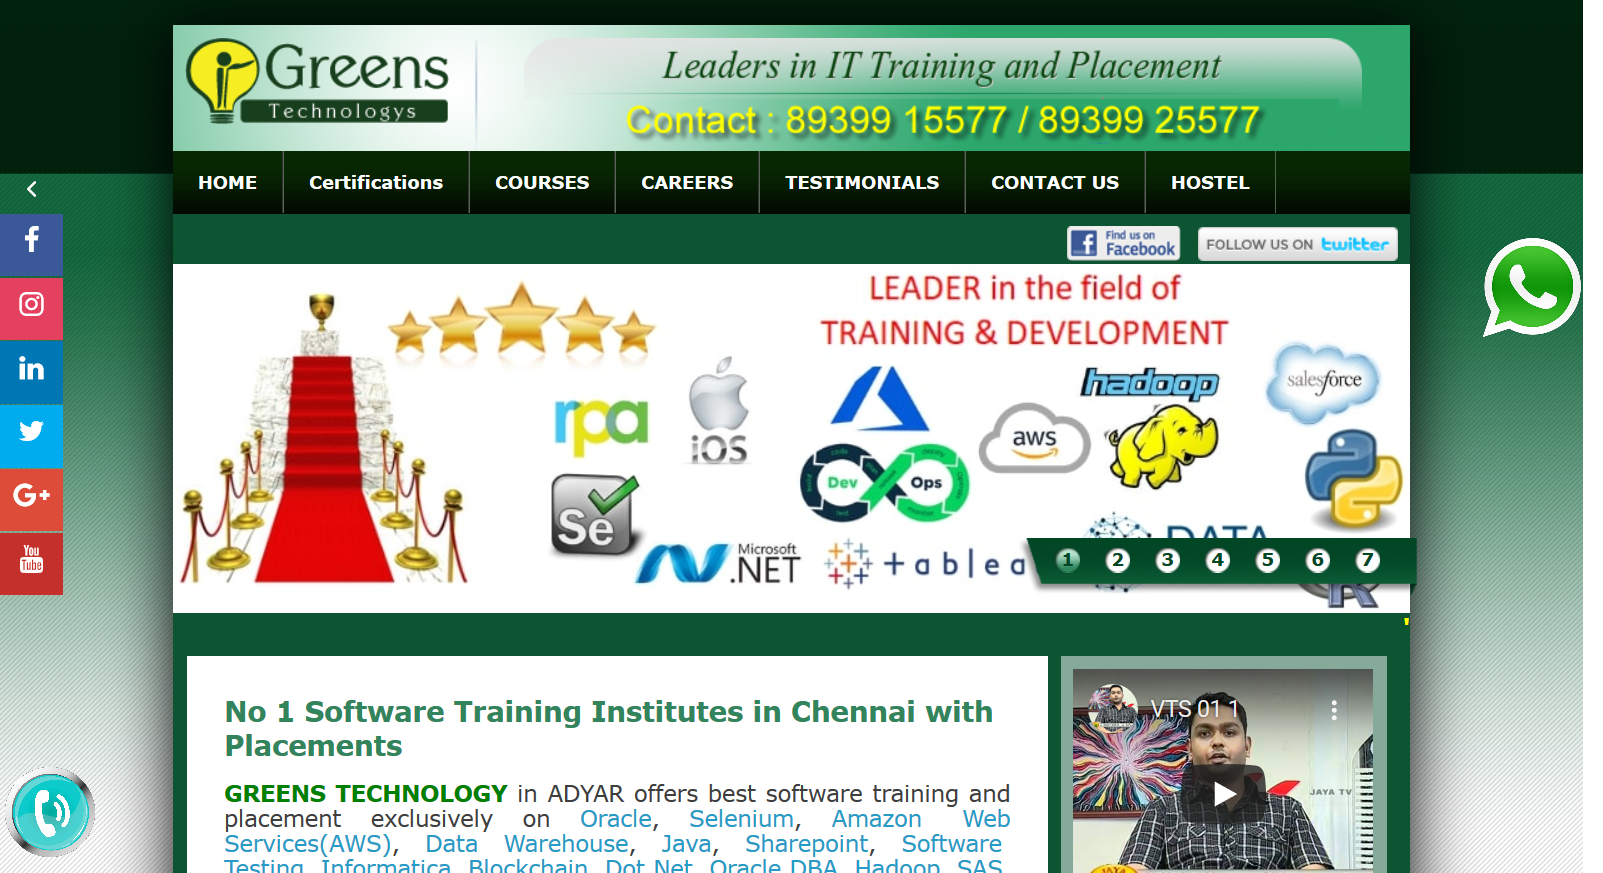 Greens
Technologys
Leaders in IT Training and Placement
Contact : 89399 15577 / 89399 25577
HOME
Certifications
COURSES
CAREERS
TESTIMONIALS
CONTACT US
HOSTEL
Find us on
Facebook
FOLLOW US ON twitter
LEADER in the field of
TRAINING & DEVELOPMENT
rpa
iOS
hadoop
salesforce
aws
Dev
Ops
Se
Microsoft
.NET
+ a b l e a
DATA
R
1 2 3 4 5 6 7
in
G+
You
Tube
No 1 Software Training Institutes in Chennai with
Placements
GREENS TECHNOLOGY in ADYAR offers best software training and
placement exclusively on Oracle, Selenium, Amazon Web
Services(AWS), Data Warehouse, Java, Sharepoint, Software
Testing, Informatica, Blockchain, Dot Net, Oracle DBA, Hadoop, SAS,
VTS 01 1
JAYA TV
JAYA